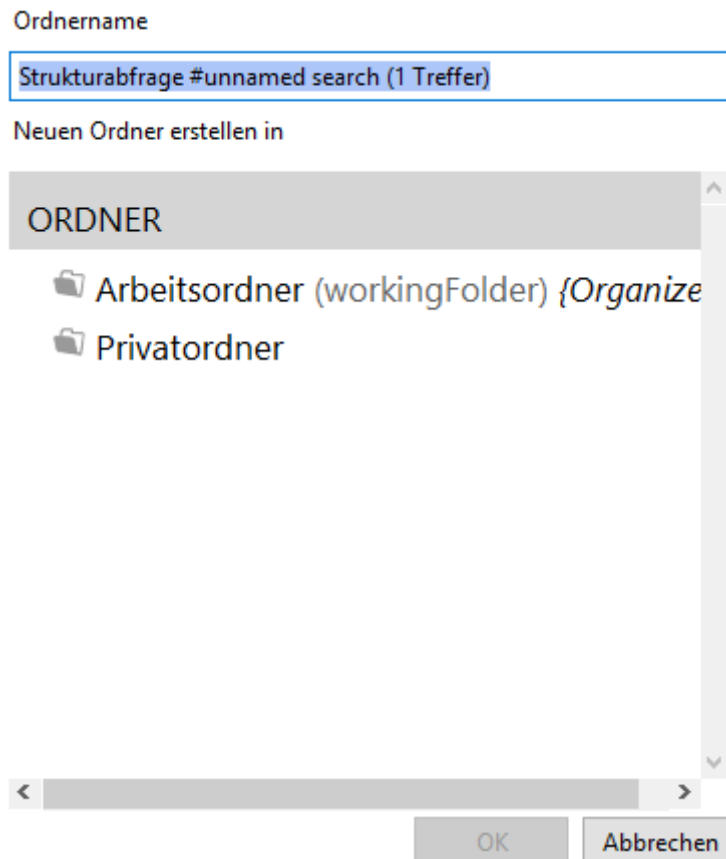 Ordnername
Strukturabfrage #unnamed search (1 Treffer)
Neuen Ordner erstellen in
ORDNER
Arbeitsordner (workingFolder) {Organize
Privatordner
OK Abbrechen